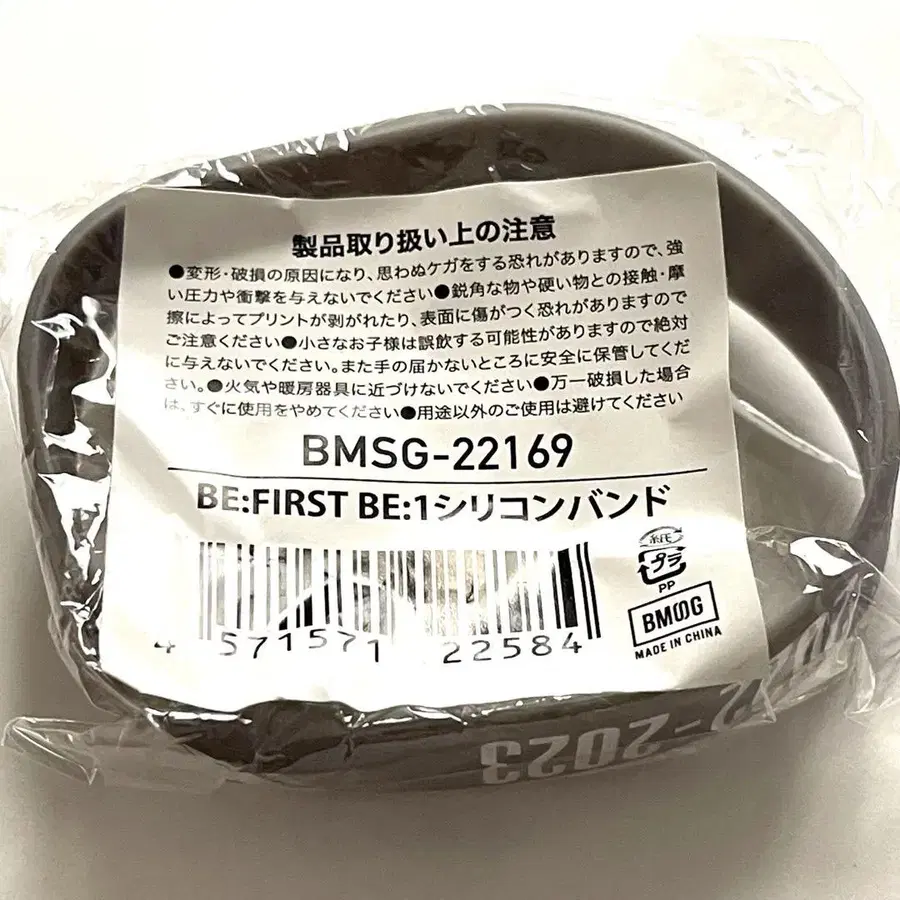 製品取り扱い上の注意
●変形・破損の原因になり、思わぬケガをする恐れがありますので、強
い圧力や衝撃を与えないでください●鋭角な物や硬い物との接触・摩
擦によってプリントが剥がれたり、表面に傷がつく恐れがありますので
ご注意ください●小さなお子様は誤飲する可能性がありますので絶対
に与えないでください。また手の届かないところに安全に保管してくだ
さい。●火気や暖房器具に近づけないでください●万一破損した場合
は、すぐに使用をやめてください●用途以外のご使用は避けてください
BMSG-22169
BE:FIRST BE:1シリコンバンド
4 571571 22584
紙
プラ
PP
BMSG
MADE IN CHINA
22-2023